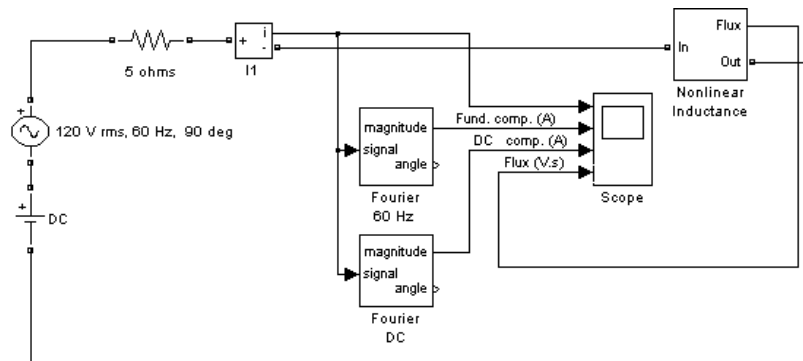 Flux
In
Out
Nonlinear
Inductance
+ i
-
I1
5 ohms
+
120 V rms, 60 Hz, 90 deg
+
DC
magnitude
signal
angle
Fourier
60 Hz
Fund. comp. (A)
DC comp. (A)
Flux (V.s)
Scope
magnitude
signal
angle
Fourier
DC